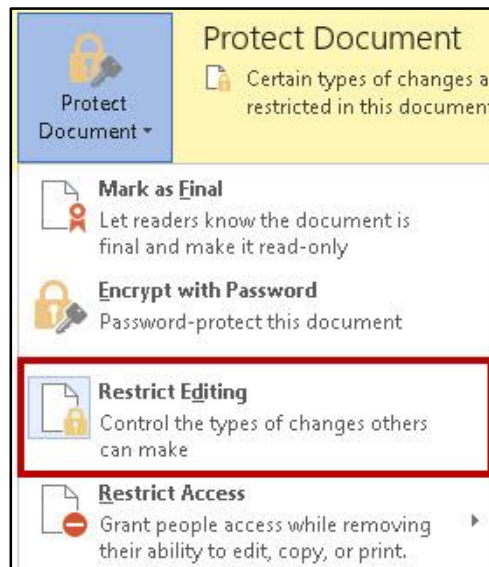 Protect Document
Certain types of changes a
restricted in this document
Protect
Document
Mark as Final
Let readers know the document is
final and make it read-only
Encrypt with Password
Password-protect this document
Restrict Editing
Control the types of changes others
can make
Restrict Access
Grant people access while removing
their ability to edit, copy, or print.